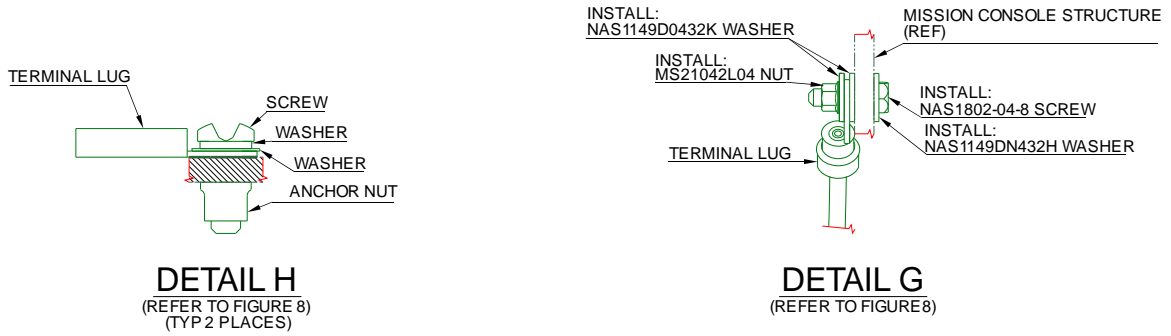 TERMINAL LUG
SCREW
WASHER
WASHER
ANCHOR NUT
DETAIL H
(REFER TO FIGURE 8)
(TYP 2 PLACES)
INSTALL:
NAS1149D0432K WASHER
INSTALL:
MS21042L04 NUT
MISSION CONSOLE STRUCTURE
(REF)
INSTALL:
NAS1802-04-8 SCREW
INSTALL:
NAS1149DN432H WASHER
TERMINAL LUG
DETAIL G
(REFER TO FIGURE8)